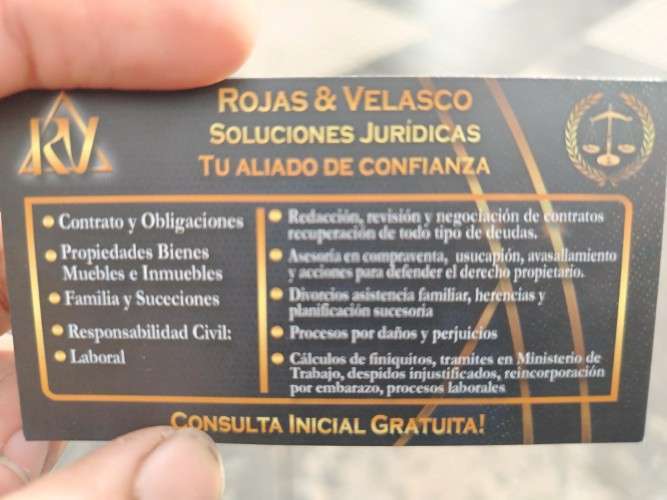 RV
ROJAS & VELASCO
SOLUCIONES JURÍDICAS
TU ALIADO DE CONFIANZA
Contrato y Obligaciones
Propiedades Bienes
Muebles e Inmuebles
Familia y Suceciones
Responsabilidad Civil:
Laboral
Redacción, revisión y negociación de contratos
recuperación de todo tipo de deudas.
Asesoría en compraventa, usucapión, avasallamiento
y acciones para defender el derecho propietario.
Divorcios asistencia familiar, herencias y
planificación sucesoria
Procesos por daños y perjuicios
Cálculos de finiquitos, tramites en Ministerio de
Trabajo, despidos injustificados, reincorporación
por embarazo, procesos laborales
CONSULTA INICIAL GRATUITA!